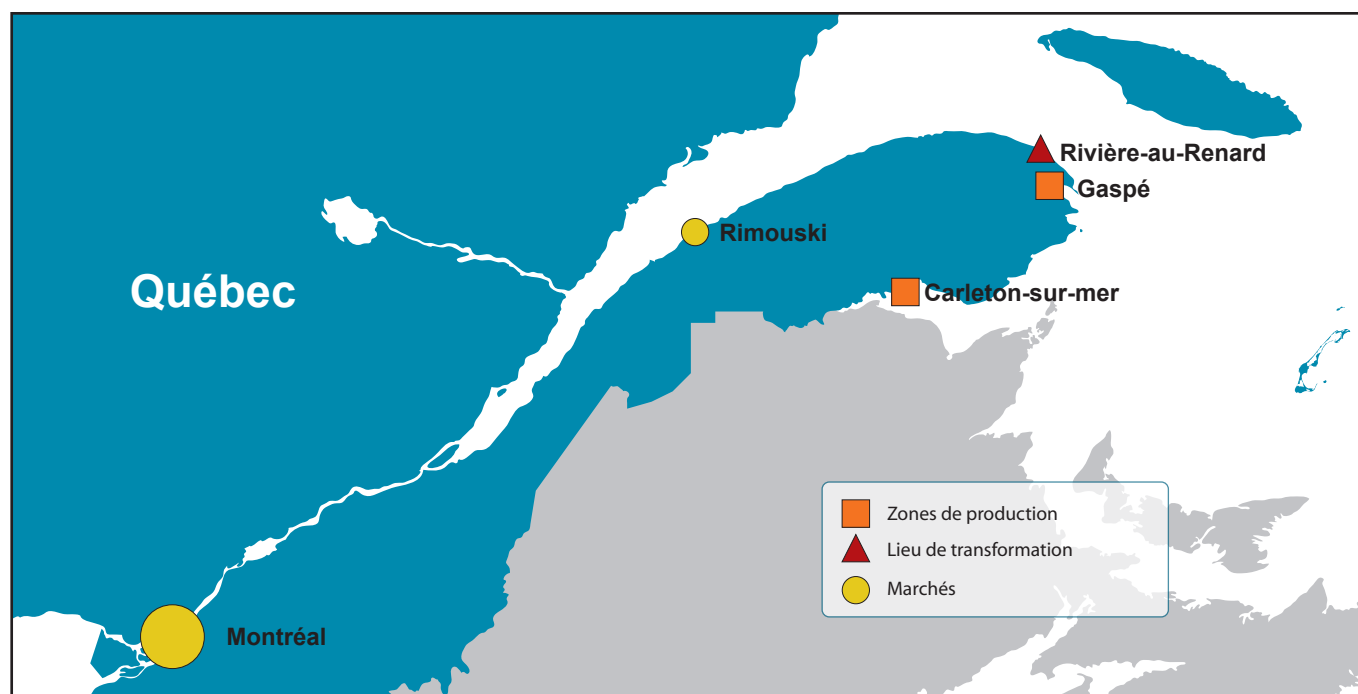 Rivière-au-Renard
Gaspé
Rimouski
Québec
Carleton-sur-mer
Zones de production
Lieu de transformation
Marchés
Montréal